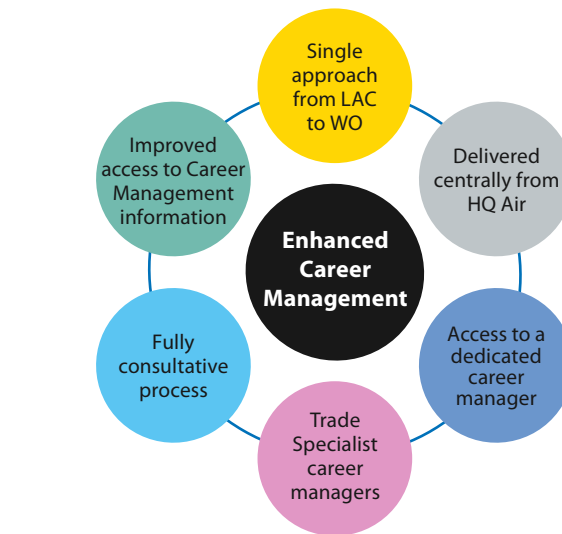 Single
approach
from LAC
to WO
Delivered
centrally from
HQ Air
Access to a
dedicated
career
manager
Trade
Specialist
career
managers
Fully
consultative
process
Improved
access to Career
Management
information
Enhanced
Career
Management